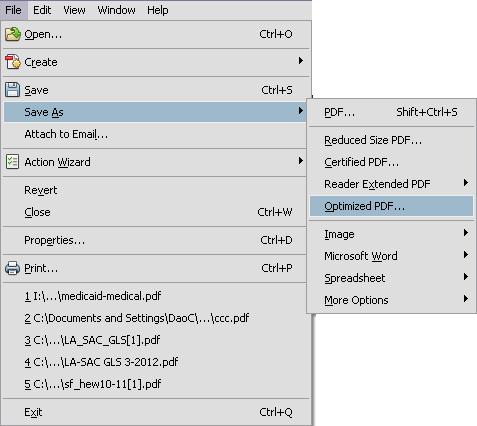 File Edit View Window Help
Open... Ctrl+O
Create
Save Ctrl+S
Save As
Attach to Email...
Action Wizard
Revert
Close Ctrl+W
Properties... Ctrl+D
Print... Ctrl+P
1 I:\...\medicaid-medical.pdf
2 C:\Documents and Settings\DaoC\...\ccc.pdf
3 C:\...\LA_SAC_GLS[1].pdf
4 C:\...\LA-SAC GLS 3-2012.pdf
5 C:\...\sf_hew10-11[1].pdf
Exit Ctrl+Q
PDF... Shift+Ctrl+S
Reduced Size PDF...
Certified PDF...
Reader Extended PDF
Optimized PDF...
Image
Microsoft Word
Spreadsheet
More Options